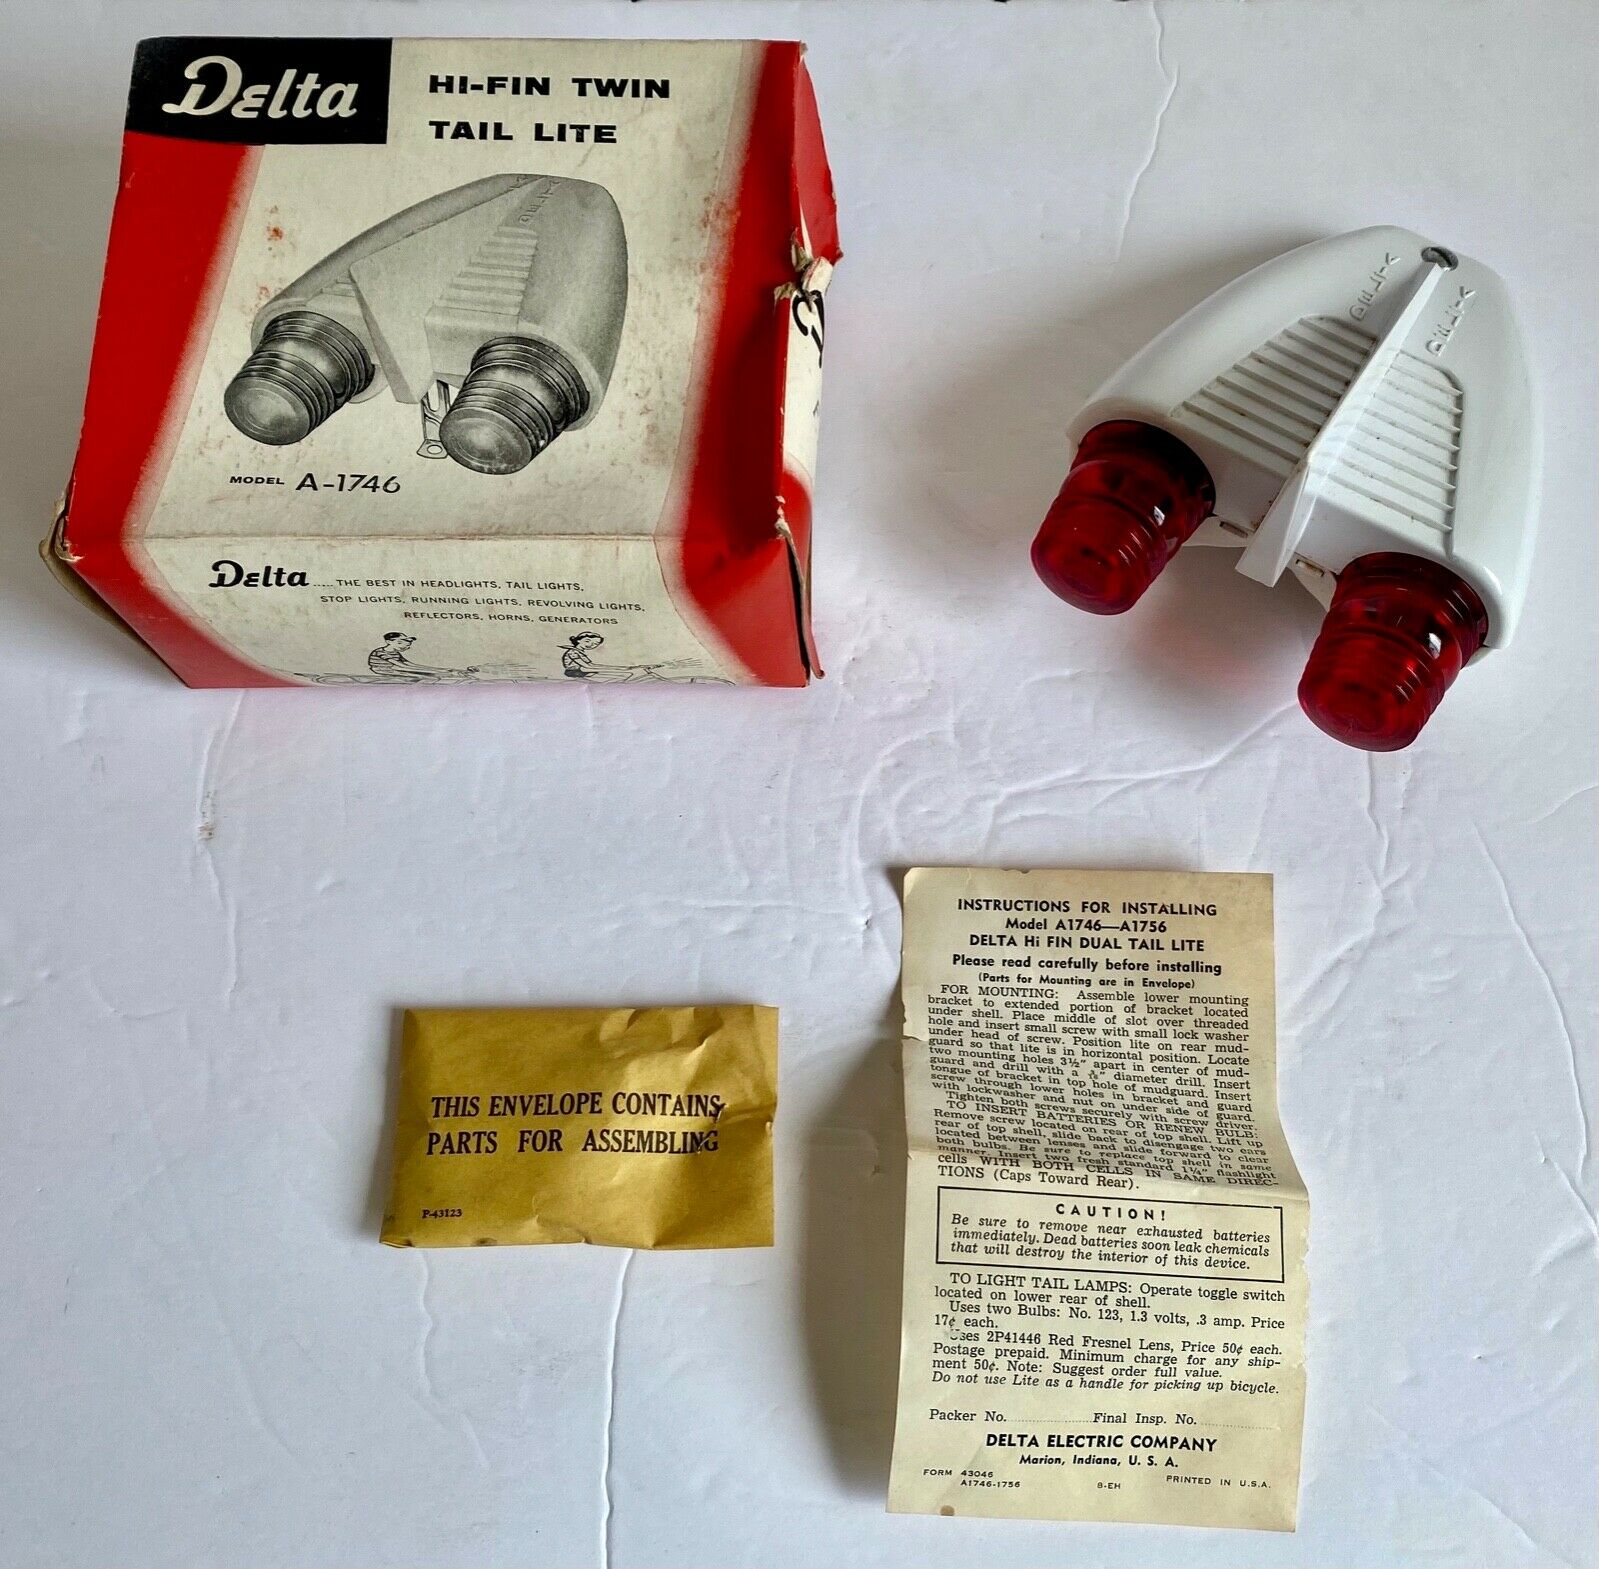 Delta
HI-FIN TWIN
TAIL LITE
DELTA
MODEL A-1746
Delta ..... THE BEST IN HEADLIGHTS, TAIL LIGHTS,
STOP LIGHTS, RUNNING LIGHTS, REVOLVING LIGHTS,
REFLECTORS, HORNS, GENERATORS
DELTA
DELTA
THIS ENVELOPE CONTAINS
PARTS FOR ASSEMBLING
P-43123
INSTRUCTIONS FOR INSTALLING
Model A1746—A1756
DELTA Hi FIN DUAL TAIL LITE
Please read carefully before installing
(Parts for Mounting are in Envelope)
FOR MOUNTING: Assemble lower mounting
bracket to extended portion of bracket located
under shell. Place middle of slot over threaded
hole and insert small screw with small lock washer
under head of screw. Position lite on rear mud-
guard so that lite is in horizontal position. Locate
two mounting holes 3½" apart in center of mud-
guard and drill with a diameter drill. Insert
tongue of bracket in top hole of mudguard. Insert
screw through lower holes in bracket and guard
with lockwasher and nut on under side of guard.
Tighten both screws securely with screw driver.
TO INSERT BATTERIES OR RENEW BULB:
Remove screw located on rear of top shell. Lift up
rear of top shell, slide back to disengage two ears
located between lenses and slide forward to clear
both bulbs. Be sure to replace top shell in same
manner. Insert two fresh standard 1¼" flashlight
cells WITH BOTH CELLS IN SAME DIREC-
TIONS (Caps Toward Rear).
CAUTION!
Be sure to remove near exhausted batteries
immediately. Dead batteries soon leak chemicals
that will destroy the interior of this device.
TO LIGHT TAIL LAMPS: Operate toggle switch
located on lower rear of shell.
Uses two Bulbs: No. 123, 1.3 volts, .3 amp. Price
17¢ each.
Uses 2P41446 Red Fresnel Lens, Price 50¢ each.
Postage prepaid. Minimum charge for any ship-
ment 50¢. Note: Suggest order full value.
Do not use Lite as a handle for picking up bicycle.
Packer No. .................... Final Insp. No. ....................
DELTA ELECTRIC COMPANY
Marion, Indiana, U. S. A.
FORM 43046
A1746-1756 8-EH PRINTED IN U.S.A.